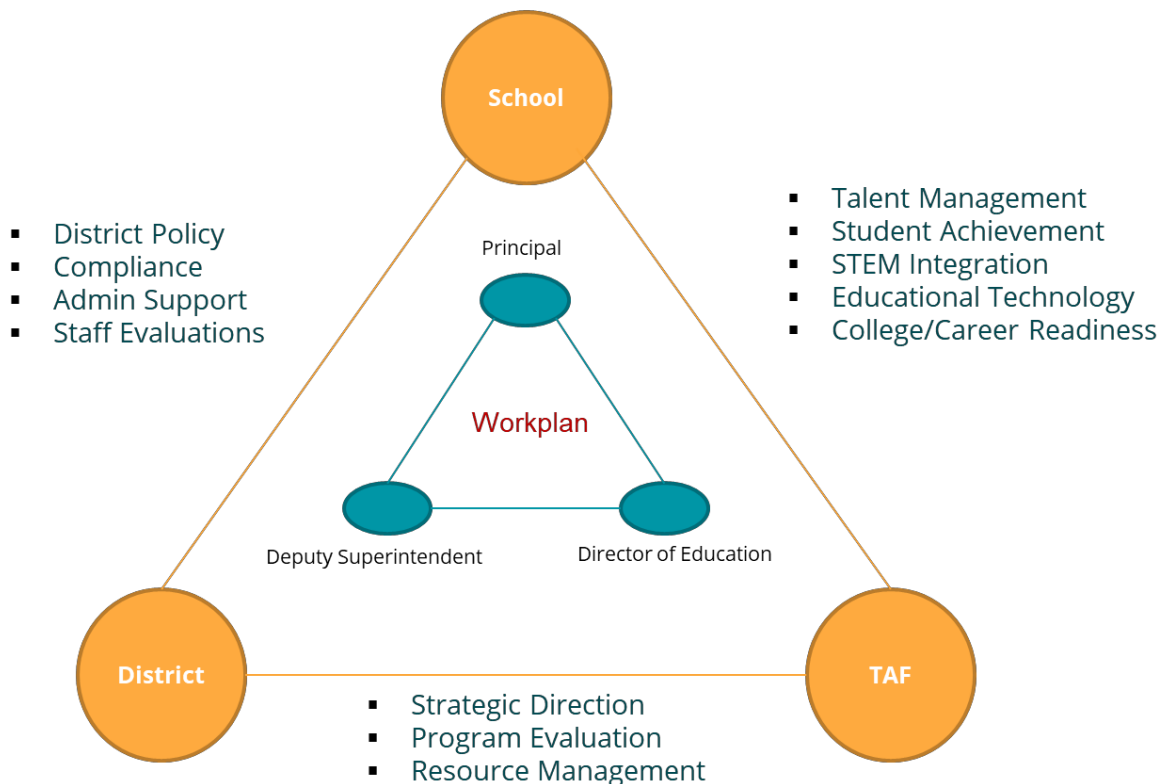 School
▪ District Policy
▪ Compliance
▪ Admin Support
▪ Staff Evaluations
▪ Talent Management
▪ Student Achievement
▪ STEM Integration
▪ Educational Technology
▪ College/Career Readiness
Principal
Workplan
Deputy Superintendent
Director of Education
District
TAF
▪ Strategic Direction
▪ Program Evaluation
▪ Resource Management